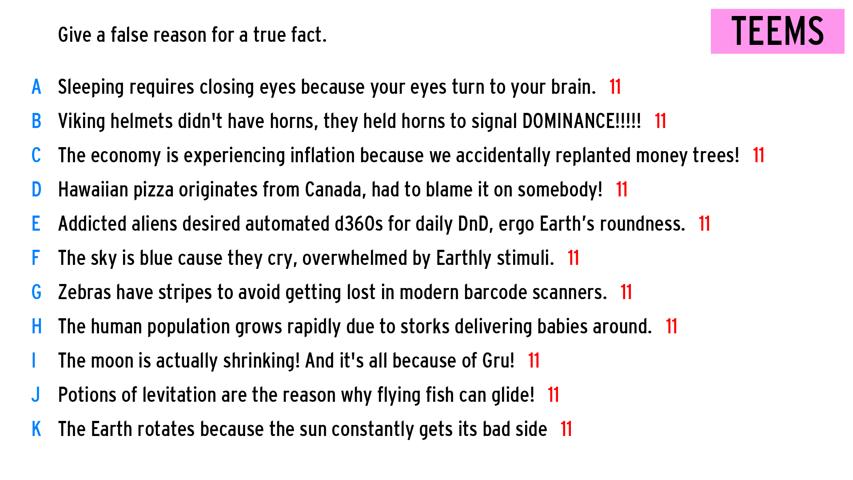 Give a false reason for a true fact.
TEEMS
A Sleeping requires closing eyes because your eyes turn to your brain. 11
B Viking helmets didn't have horns, they held horns to signal DOMINANCE!!!!! 11
C The economy is experiencing inflation because we accidentally replanted money trees! 11
D Hawaiian pizza originates from Canada, had to blame it on somebody! 11
E Addicted aliens desired automated d360s for daily DnD, ergo Earth’s roundness. 11
F The sky is blue cause they cry, overwhelmed by Earthly stimuli. 11
G Zebras have stripes to avoid getting lost in modern barcode scanners. 11
H The human population grows rapidly due to storks delivering babies around. 11
I The moon is actually shrinking! And it's all because of Gru! 11
J Potions of levitation are the reason why flying fish can glide! 11
K The Earth rotates because the sun constantly gets its bad side 11